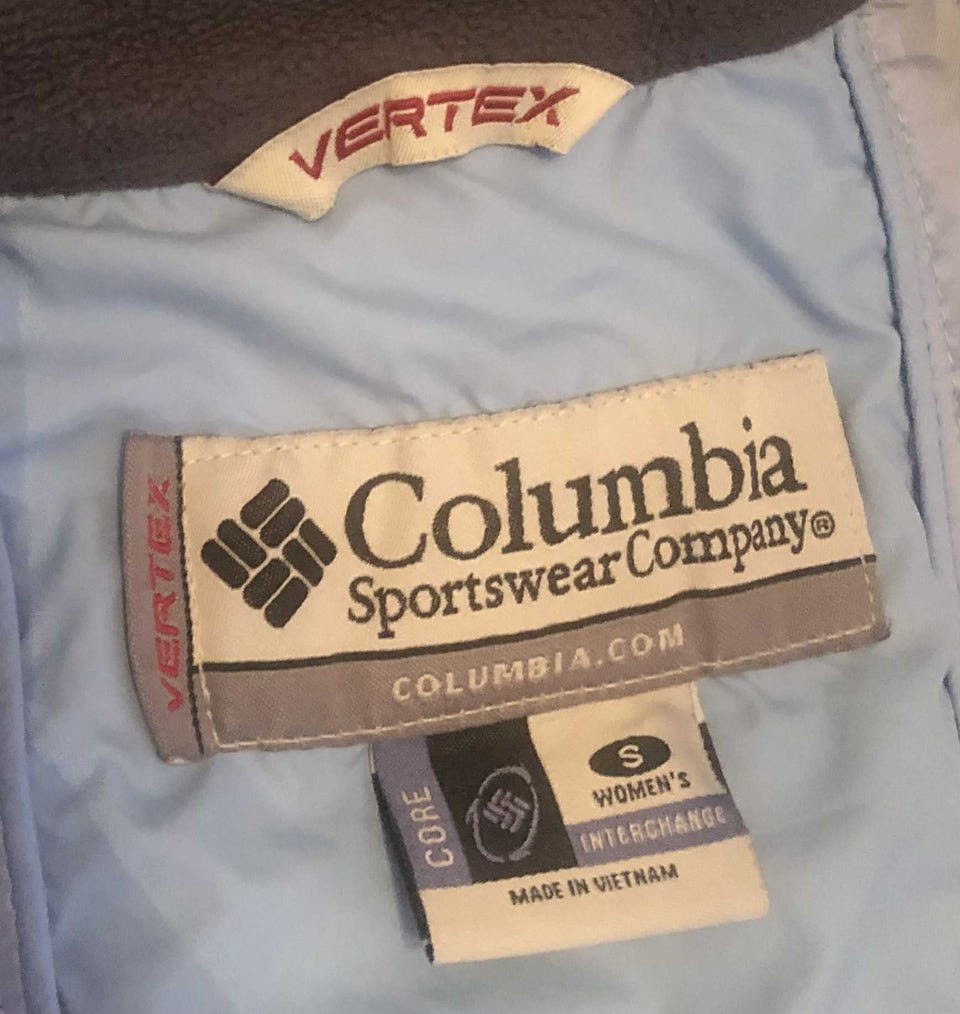 VERTEX
VERTEX
Columbia
Sportswear Company®
COLUMBIA.COM
CORE
S
WOMEN'S
INTERCHANGE
MADE IN VIETNAM